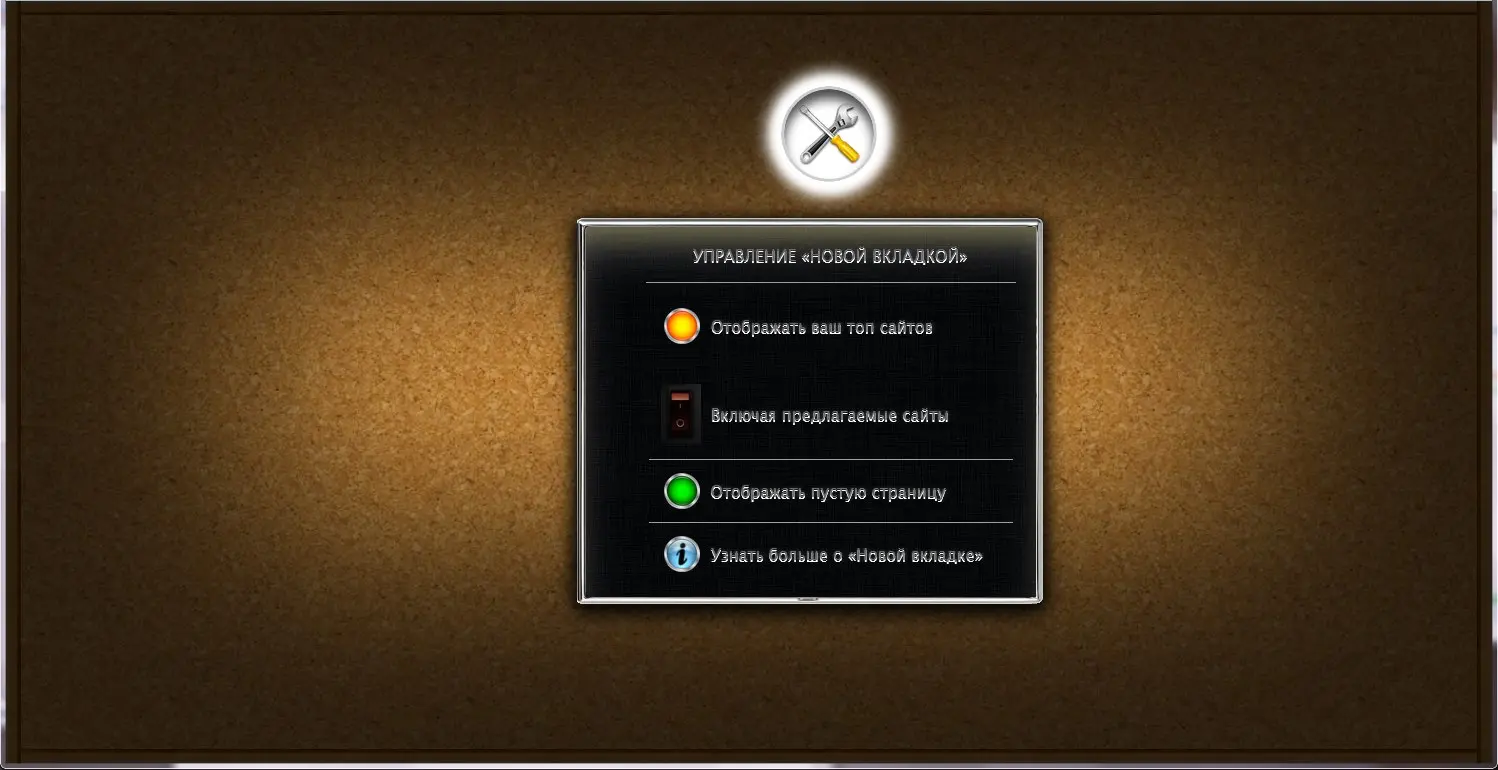 УПРАВЛЕНИЕ «НОВОЙ ВКЛАДКОЙ»
Отображать ваш топ сайтов
Включая предлагаемые сайты
Отображать пустую страницу
Узнать больше о «Новой вкладке»